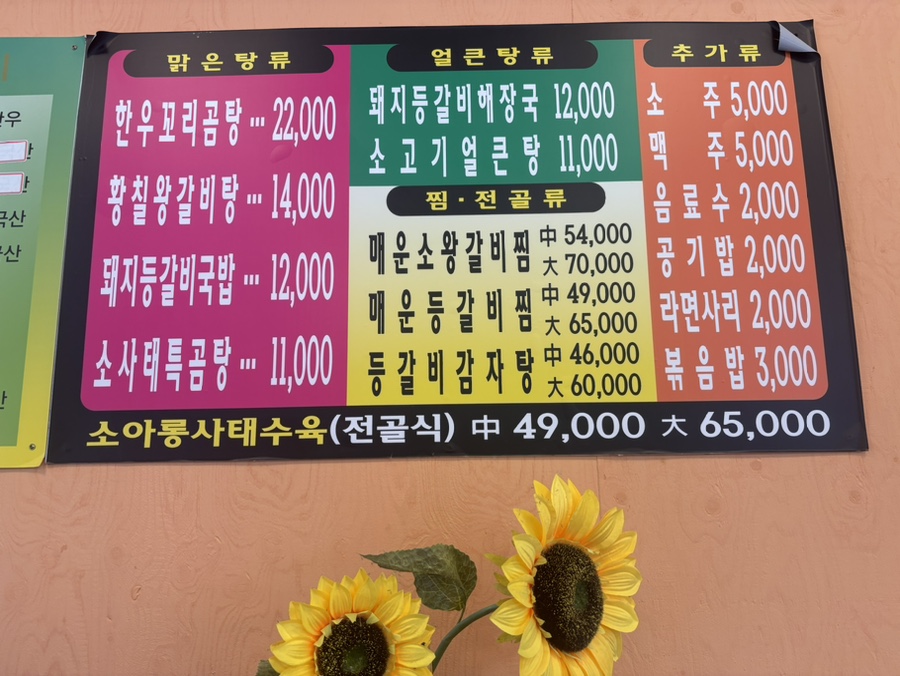 맑은탕류
한우꼬리곰탕 ··· 22,000
황칠왕갈비탕 ··· 14,000
돼지등갈비국밥 ··· 12,000
소사태특곰탕 ··· 11,000
얼큰탕류
돼지등갈비해장국 12,000
소고기얼큰탕 11,000
찜·전골류
매운소왕갈비찜 中 54,000
大 70,000
매운등갈비찜 中 49,000
大 65,000
등갈비감자탕 中 46,000
大 60,000
추가류
소주 5,000
맥주 5,000
음료수 2,000
공기밥 2,000
라면사리 2,000
볶음밥 3,000
소아롱사태수육(전골식) 中 49,000 大 65,000
우
국산
산